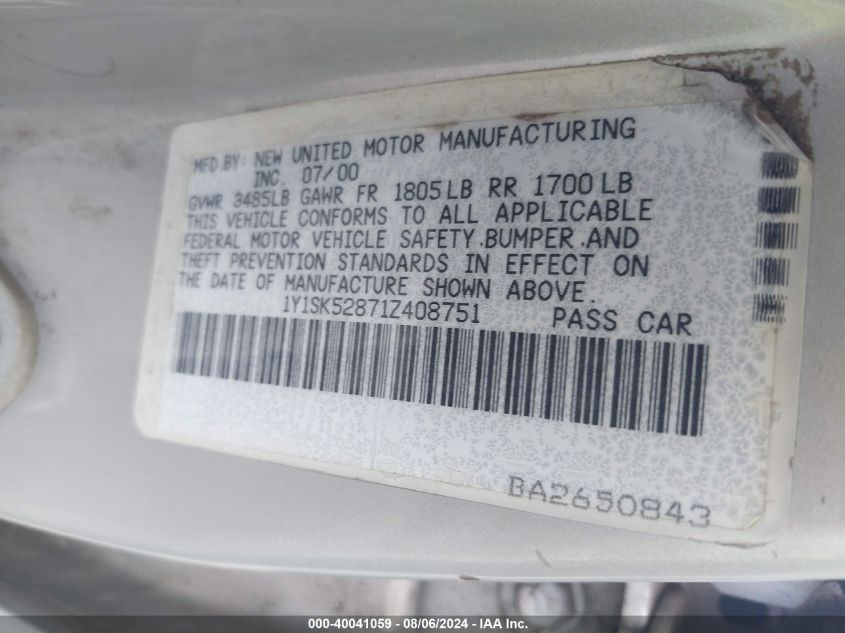 MFD BY: NEW UNITED MOTOR MANUFACTURING
INC. 07/00
GVWR 3485LB GAWR FR 1805LB RR 1700LB
THIS VEHICLE CONFORMS TO ALL APPLICABLE
FEDERAL MOTOR VEHICLE SAFETY,BUMPER,AND
THEFT PREVENTION STANDARDS IN EFFECT ON
THE DATE OF MANUFACTURE SHOWN ABOVE.
1Y1SK52871Z408751 PASS CAR
BA2650843
000-40041059 - 08/06/2024 - IAA Inc.